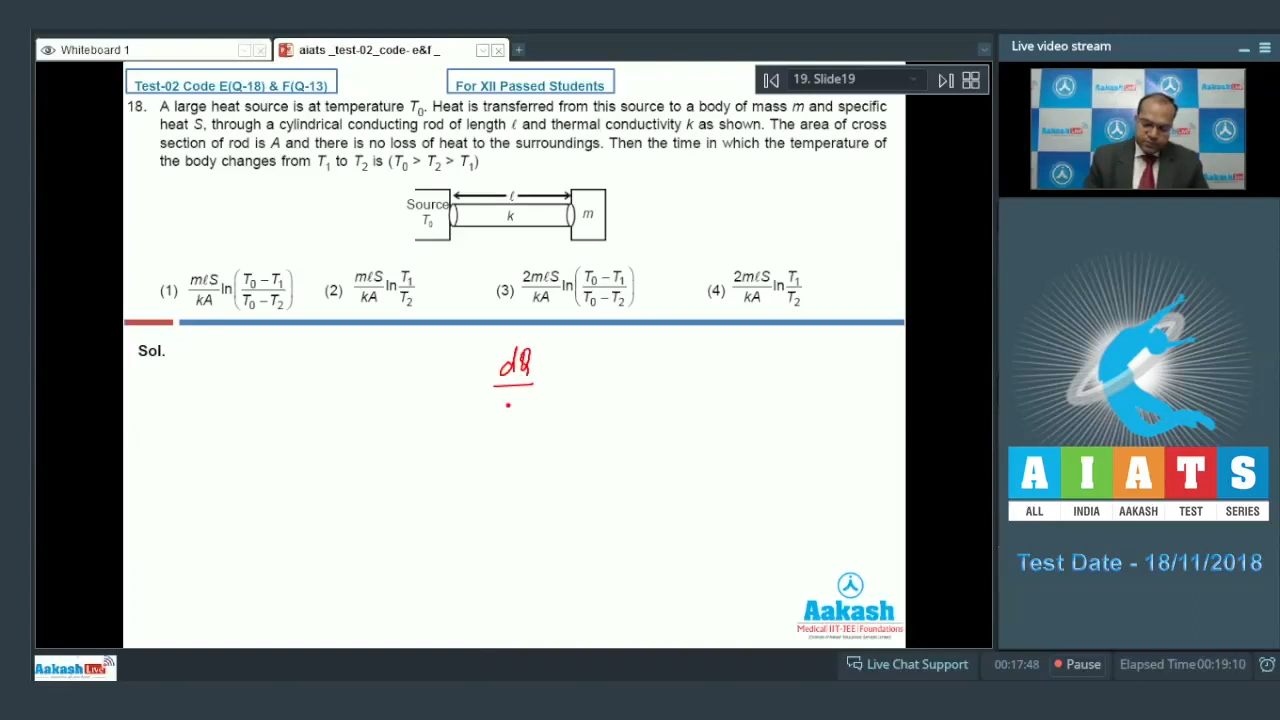 Whiteboard 1
aiats _test-02_code- e&f _
Live video stream
Test-02 Code E(Q-18) & F(Q-13)
For XII Passed Students
19. Slide19
18. A large heat source is at temperature T₀. Heat is transferred from this source to a body of mass m and specific
heat S, through a cylindrical conducting rod of length ℓ and thermal conductivity k as shown. The area of cross
section of rod is A and there is no loss of heat to the surroundings. Then the time in which the temperature of
the body changes from T₁ to T₂ is (T₀ > T₂ > T₁)
ℓ
Source
T₀
k
m
(1) mℓS/kA ln((T₀ – T₁)/(T₀ – T₂)) (2) mℓS/kA ln T₁/T₂ (3) 2mℓS/kA ln((T₀ – T₁)/(T₀ – T₂)) (4) 2mℓS/kA ln T₁/T₂
Sol.
dQ
A I A T S
ALL INDIA AAKASH TEST SERIES
Test Date - 18/11/2018
Aakash
Medical|IIT-JEE|Foundations
Aakash Live
Live Chat Support
00:17:48
Pause
Elapsed Time 00:19:10